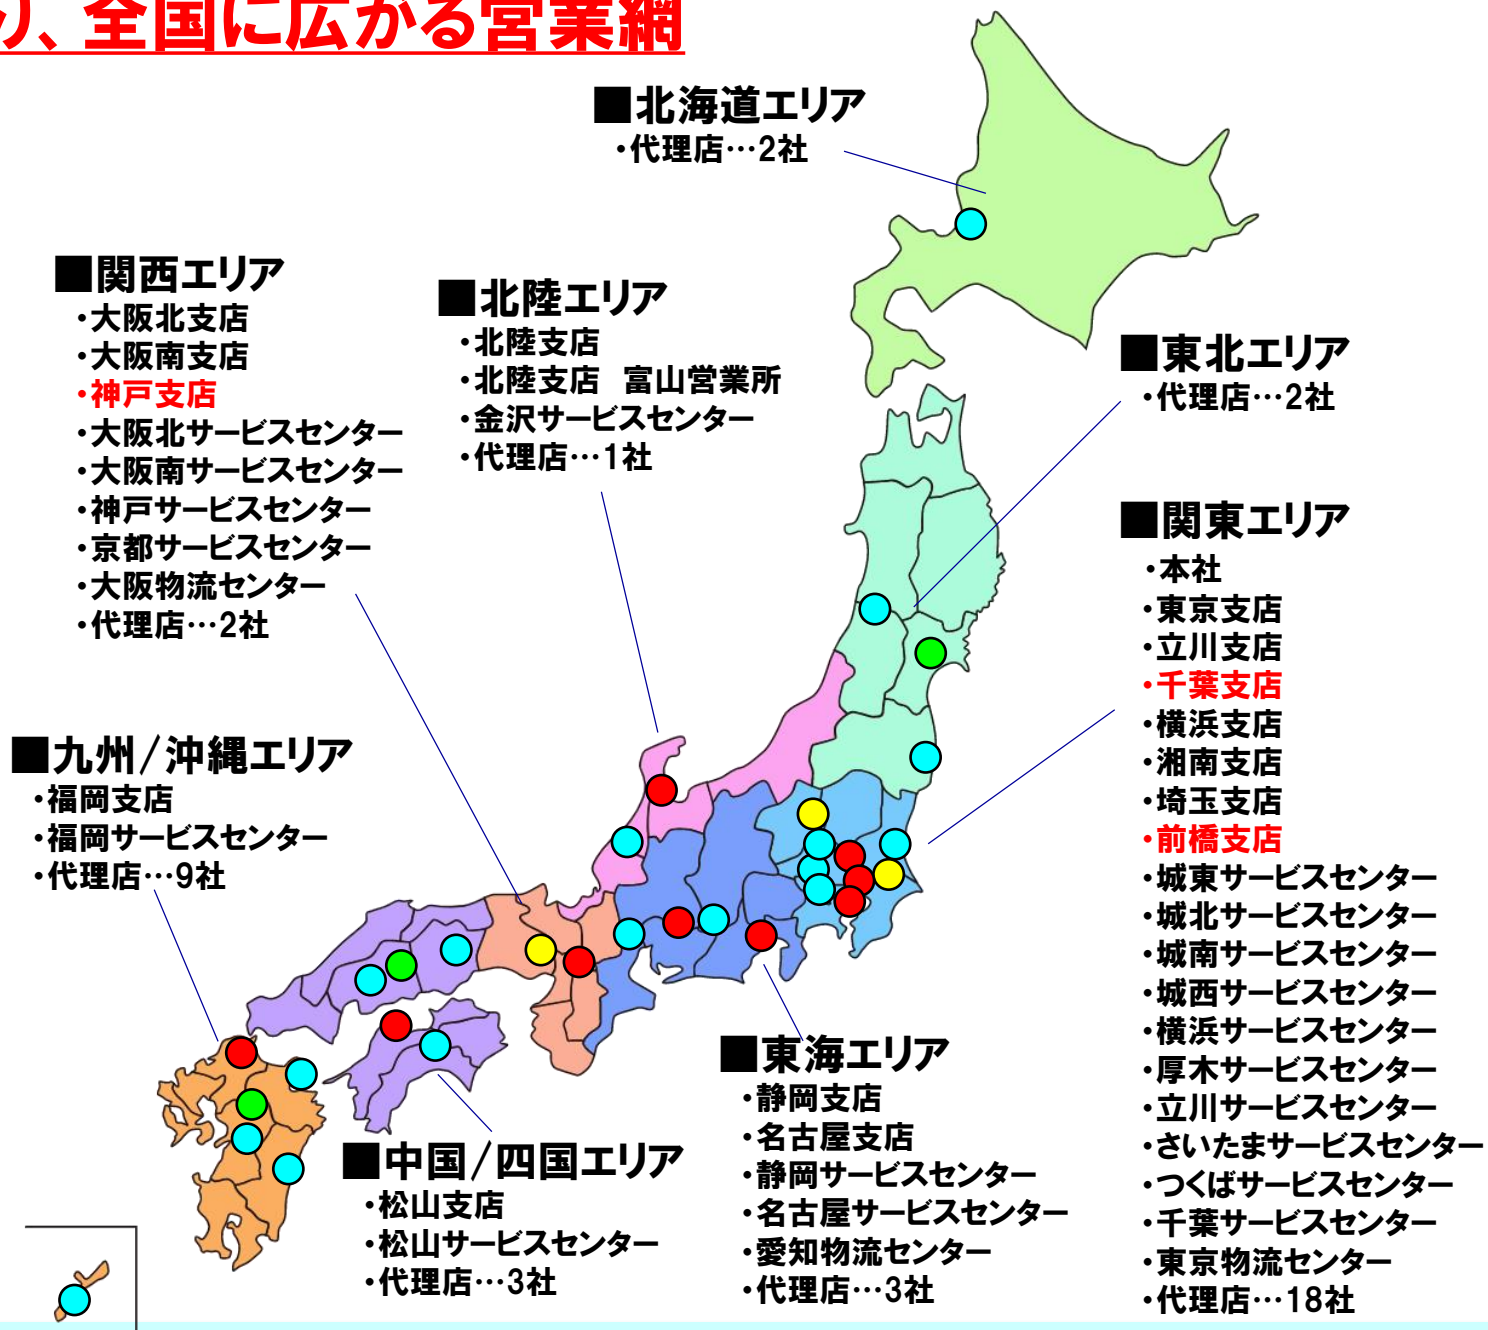 り、全国に広がる営業網
■北海道エリア
・代理店…2社
■関西エリア
・大阪北支店
・大阪南支店
・神戸支店
・大阪北サービスセンター
・大阪南サービスセンター
・神戸サービスセンター
・京都サービスセンター
・大阪物流センター
・代理店…2社
■北陸エリア
・北陸支店
・北陸支店　富山営業所
・金沢サービスセンター
・代理店…1社
■東北エリア
・代理店…2社
■関東エリア
・本社
・東京支店
・立川支店
・千葉支店
・横浜支店
・湘南支店
・埼玉支店
・前橋支店
・城東サービスセンター
・城北サービスセンター
・城南サービスセンター
・城西サービスセンター
・横浜サービスセンター
・厚木サービスセンター
・立川サービスセンター
・さいたまサービスセンター
・つくばサービスセンター
・千葉サービスセンター
・東京物流センター
・代理店…18社
■九州/沖縄エリア
・福岡支店
・福岡サービスセンター
・代理店…9社
■中国/四国エリア
・松山支店
・松山サービスセンター
・代理店…3社
■東海エリア
・静岡支店
・名古屋支店
・静岡サービスセンター
・名古屋サービスセンター
・愛知物流センター
・代理店…3社